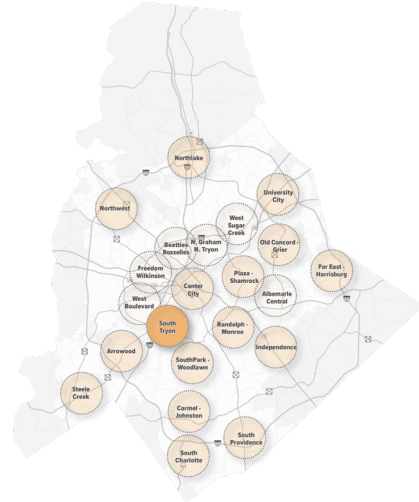 Northlake
Northwest
University
City
West
Sugar
Creek
Beatties
Rozzelles
N. Graham
N. Tryon
Old Concord -
Grier
Freedom
Wilkinson
Plaza -
Shamrock
Far East -
Harrisburg
Center
City
West
Boulevard
Albemarle
Central
South
Tryon
Randolph -
Monroe
Independence
Arrowood
SouthPark -
Woodlawn
Steele
Creek
Carmel -
Johnston
South
Providence
South
Charlotte